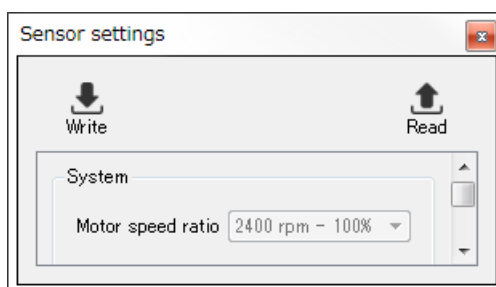 Sensor settings
Write
Read
System
Motor speed ratio 2400 rpm - 100%